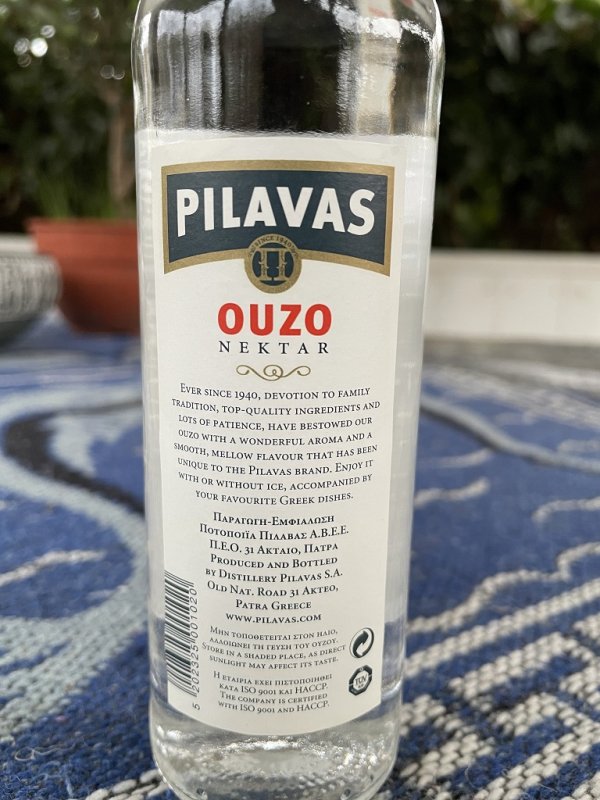 PILAVAS
SINCE 1940
OUZO
NEKTAR
EVER SINCE 1940, DEVOTION TO FAMILY
TRADITION, TOP-QUALITY INGREDIENTS AND
LOTS OF PATIENCE, HAVE BESTOWED OUR
OUZO WITH A WONDERFUL AROMA AND A
SMOOTH, MELLOW FLAVOUR THAT HAS BEEN
UNIQUE TO THE PILAVAS BRAND. ENJOY IT
WITH OR WITHOUT ICE, ACCOMPANIED BY
YOUR FAVOURITE GREEK DISHES.
ΠΑΡΑΓΩΓΗ-ΕΜΦΙΑΛΩΣΗ
ΠΟΤΟΠΟΙΪΑ ΠΙΛΑΒΑΣ Α.Β.Ε.Ε.
Π.Ε.Ο. 31 ΑΚΤΑΙΟ, ΠΑΤΡΑ
PRODUCED AND BOTTLED
BY DISTILLERY PILAVAS S.A.
OLD NAT. ROAD 31 AKTEO,
PATRA GREECE
WWW.PILAVAS.COM
ΜΗΝ ΤΟΠΟΘΕΤΕΙΤΑΙ ΣΤΟΝ ΗΛΙΟ,
ΑΛΛΟΙΩΝΕΙ ΤΗ ΓΕΥΣΗ ΤΟΥ ΟΥΖΟΥ.
STORE IN A SHADED PLACE, AS DIRECT
SUNLIGHT MAY AFFECT ITS TASTE.
Η ΕΤΑΙΡΙΑ ΕΧΕΙ ΠΙΣΤΟΠΟΙΗΘΕΙ
ΚΑΤΑ ISO 9001 ΚΑΙ HACCP.
THE COMPANY IS CERTIFIED
WITH ISO 9001 AND HACCP.
TÜV
5 202325 001020